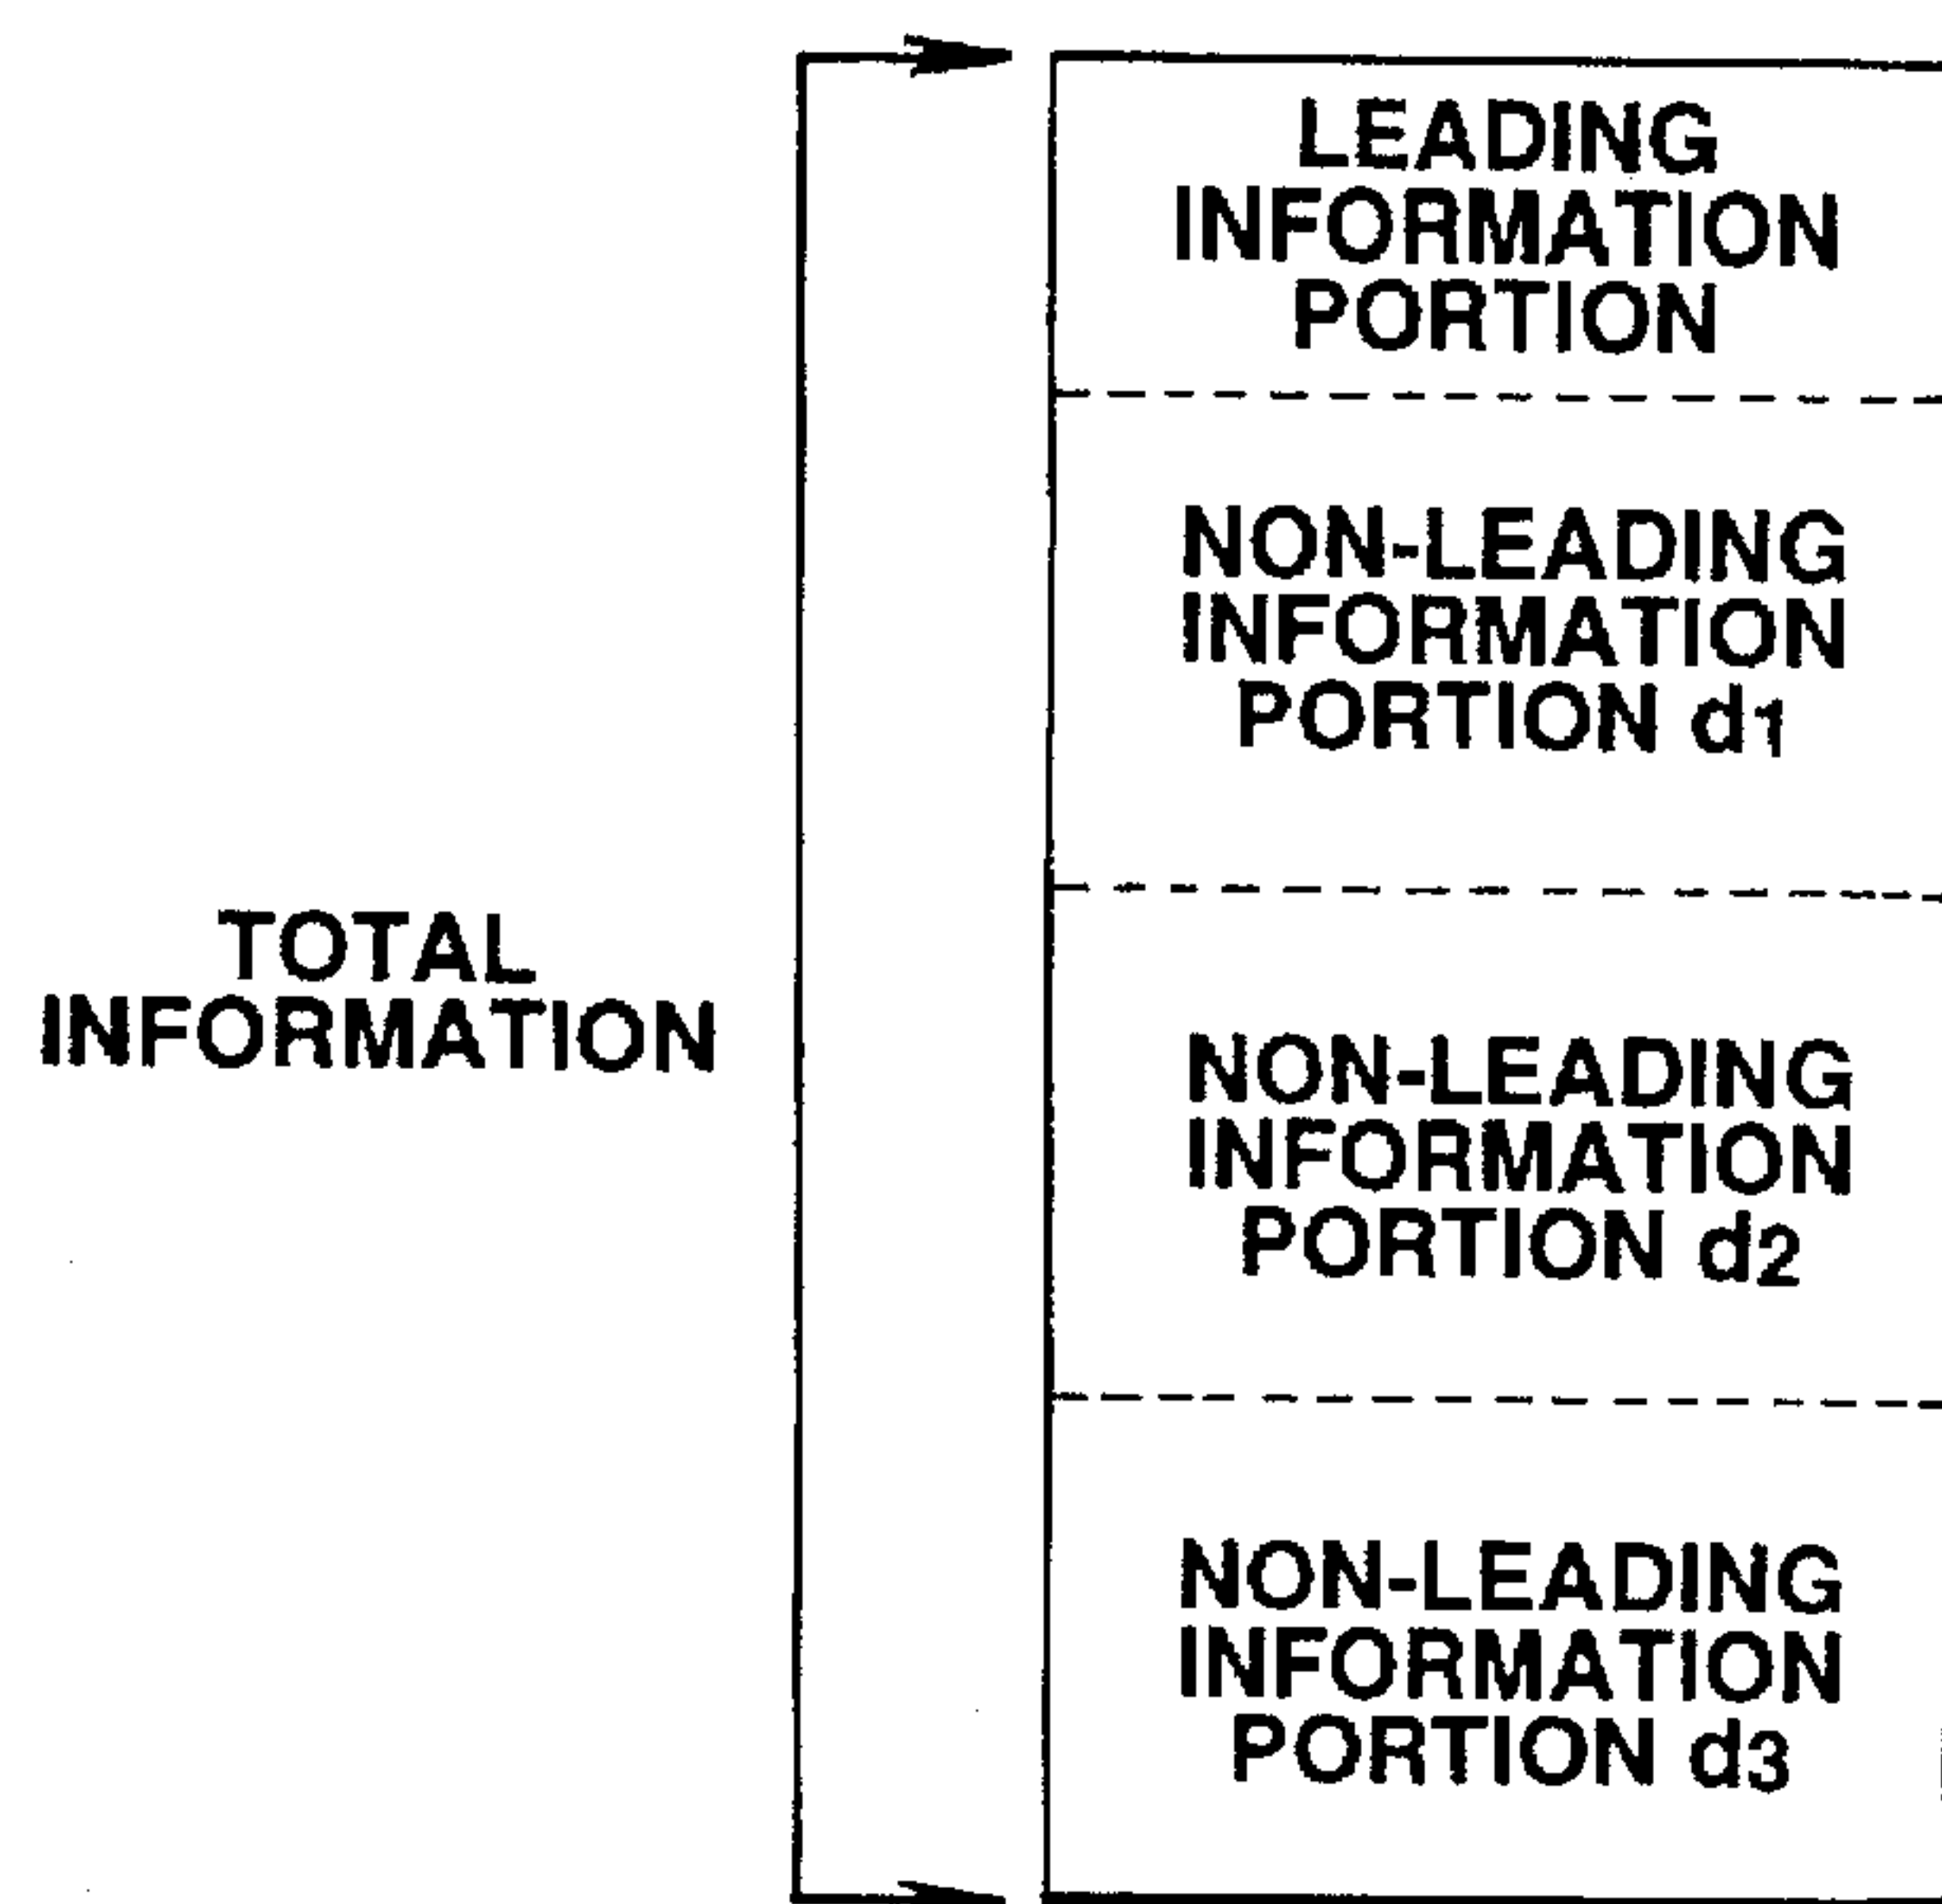 LEADING
INFORMATION
PORTION
NON-LEADING
INFORMATION
PORTION d1
TOTAL
INFORMATION
NON-LEADING
INFORMATION
PORTION d2
NON-LEADING
INFORMATION
PORTION d3